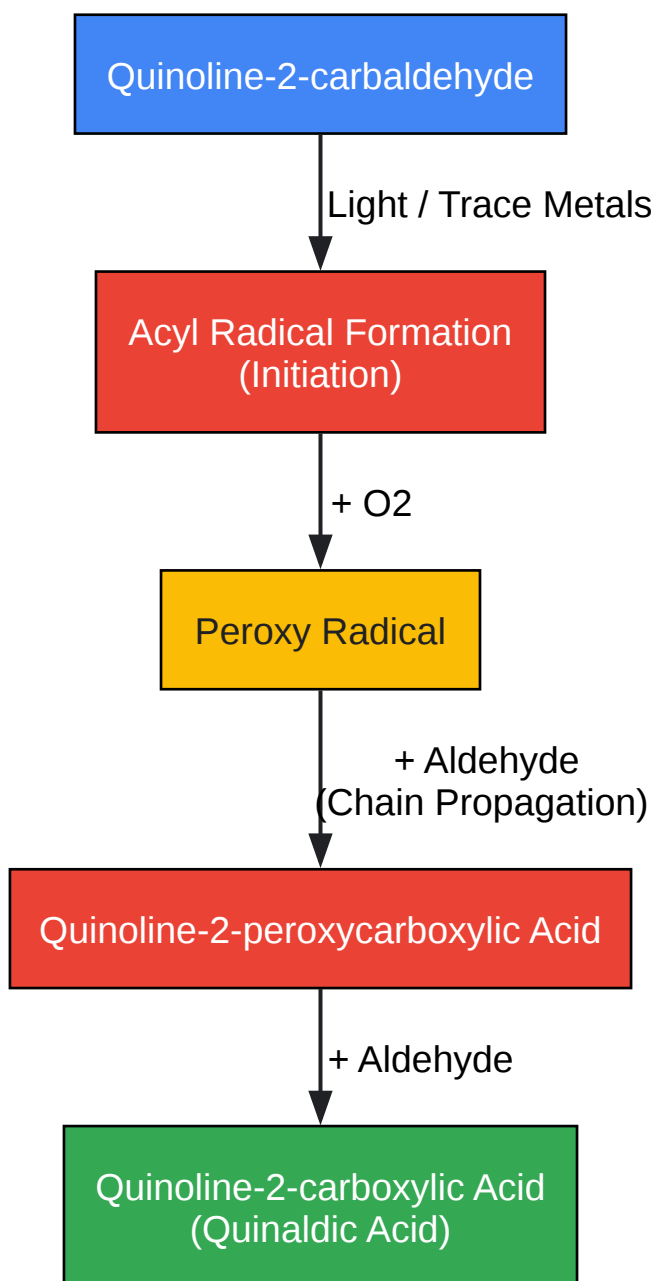 Quinoline-2-carbaldehyde
Light / Trace Metals
Acyl Radical Formation
(Initiation)
+ O2
Peroxy Radical
+ Aldehyde
(Chain Propagation)
Quinoline-2-peroxycarboxylic Acid
+ Aldehyde
Quinoline-2-carboxylic Acid
(Quinaldic Acid)